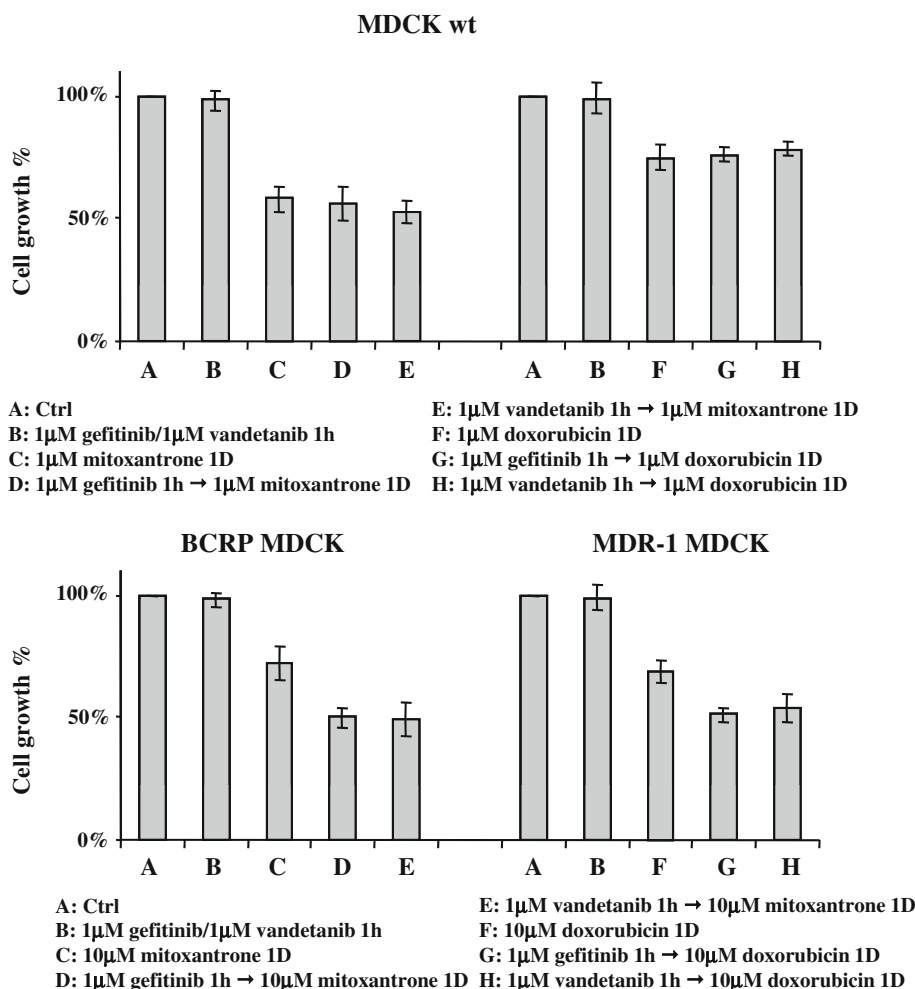 MDCK wt
Cell growth %
100%
50%
0%
A B C D E A B F G H
A: Ctrl
B: 1μM gefitinib/1μM vandetanib 1h
C: 1μM mitoxantrone 1D
D: 1μM gefitinib 1h → 1μM mitoxantrone 1D
E: 1μM vandetanib 1h → 1μM mitoxantrone 1D
F: 1μM doxorubicin 1D
G: 1μM gefitinib 1h → 1μM doxorubicin 1D
H: 1μM vandetanib 1h → 1μM doxorubicin 1D
BCRP MDCK
MDR-1 MDCK
Cell growth %
100%
50%
0%
A B C D E A B F G H
A: Ctrl
B: 1μM gefitinib/1μM vandetanib 1h
C: 10μM mitoxantrone 1D
D: 1μM gefitinib 1h → 10μM mitoxantrone 1D
E: 1μM vandetanib 1h → 10μM mitoxantrone 1D
F: 10μM doxorubicin 1D
G: 1μM gefitinib 1h → 10μM doxorubicin 1D
H: 1μM vandetanib 1h → 10μM doxorubicin 1D